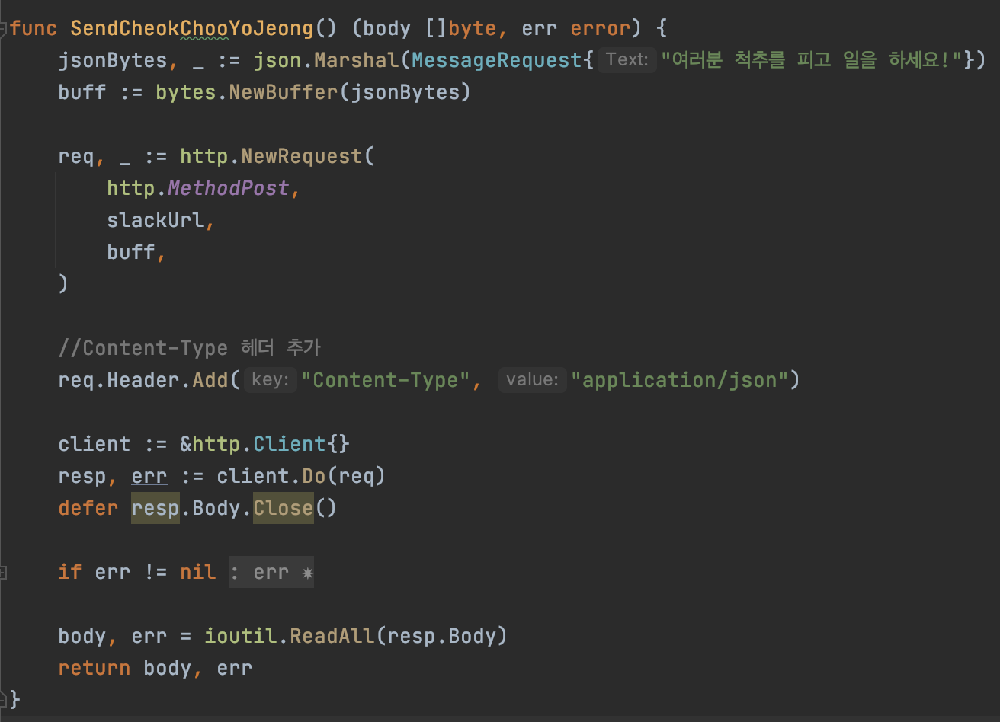 func SendCheokChooYoJeong() (body []byte, err error) {
jsonBytes, _ := json.Marshal(MessageRequest{ Text: "여러분 척추를 피고 일을 하세요!"})
buff := bytes.NewBuffer(jsonBytes)
req, _ := http.NewRequest(
http.MethodPost,
slackUrl,
buff,
)
//Content-Type 헤더 추가
req.Header.Add( key: "Content-Type", value: "application/json")
client := &http.Client{}
resp, err := client.Do(req)
defer resp.Body.Close()
if err != nil : err ✷
body, err = ioutil.ReadAll(resp.Body)
return body, err
}